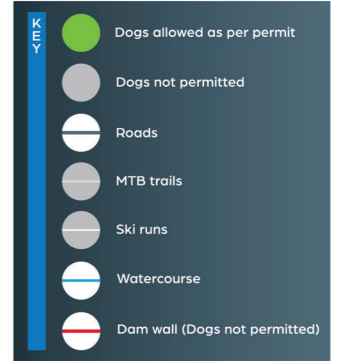 KEY
Dogs allowed as per permit
Dogs not permitted
Roads
MTB trails
Ski runs
Watercourse
Dam wall (Dogs not permitted)